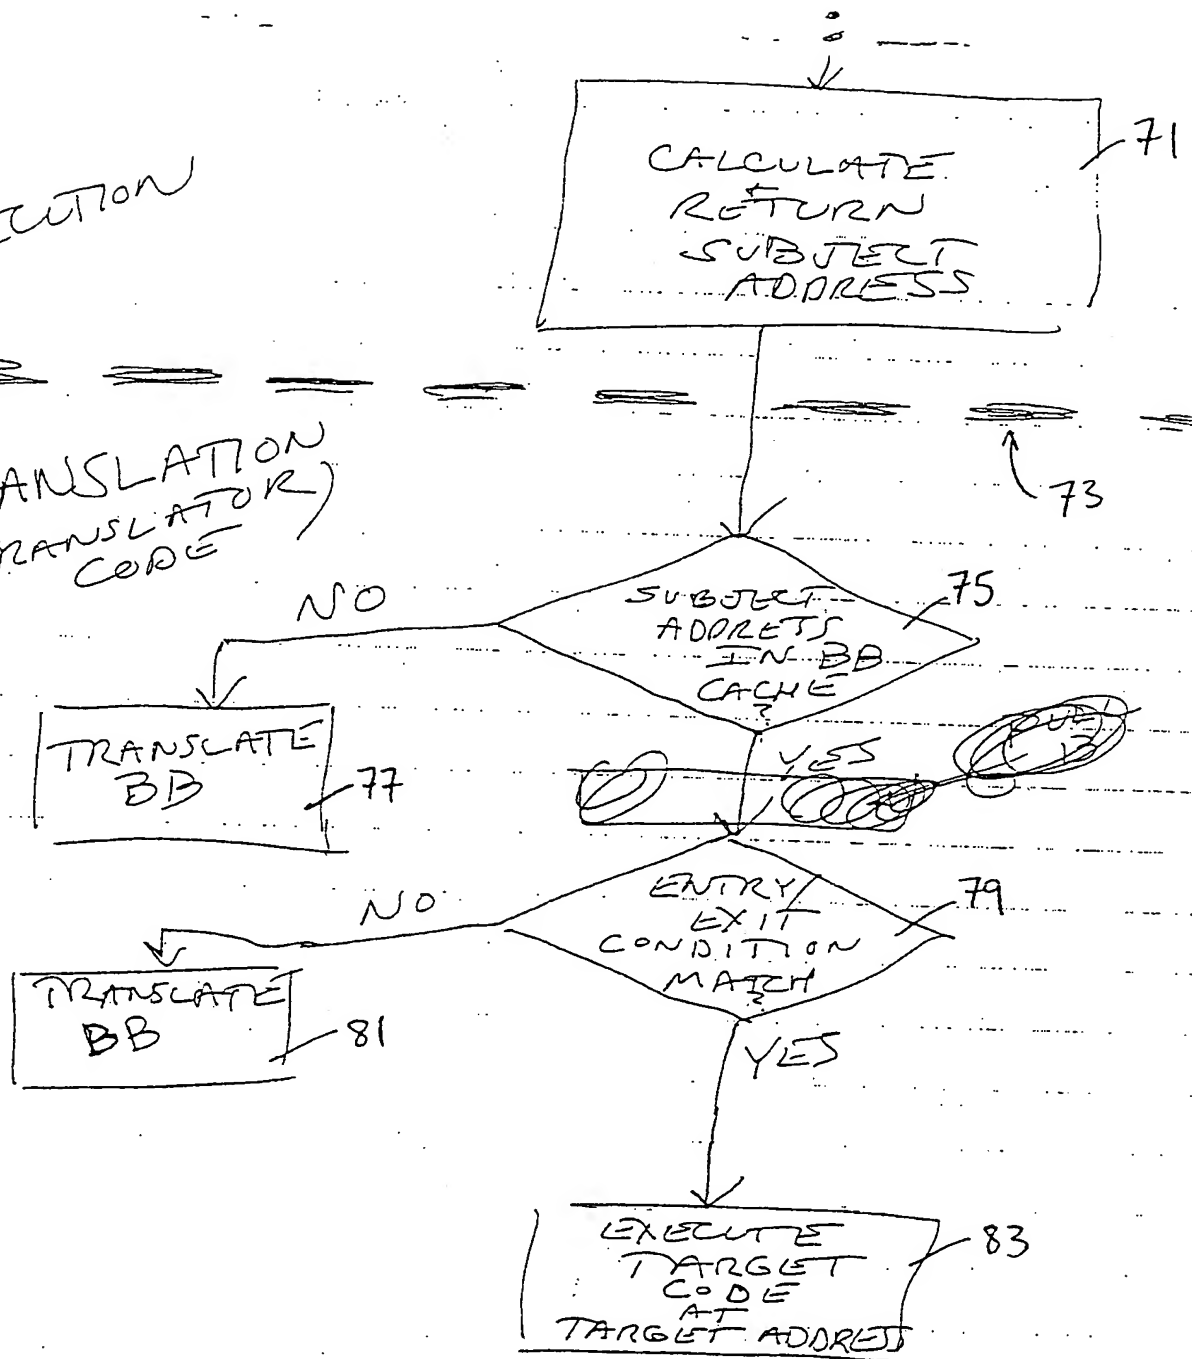 CALCULATE
RETURN
SUBJECT
ADDRESS
71
ECUTION
ANSLATION
RANSLATOR)
CODE
73
NO
SUBJECT
ADDRESS
IN BB
CACHE
?
75
TRANSLATE
BB
77
YES
NO
ENTRY/
EXIT
CONDITION
MATCH
?
79
TRANSLATE
BB
81
YES
EXECUTE
TARGET
CODE
AT
TARGET ADDRESS
83